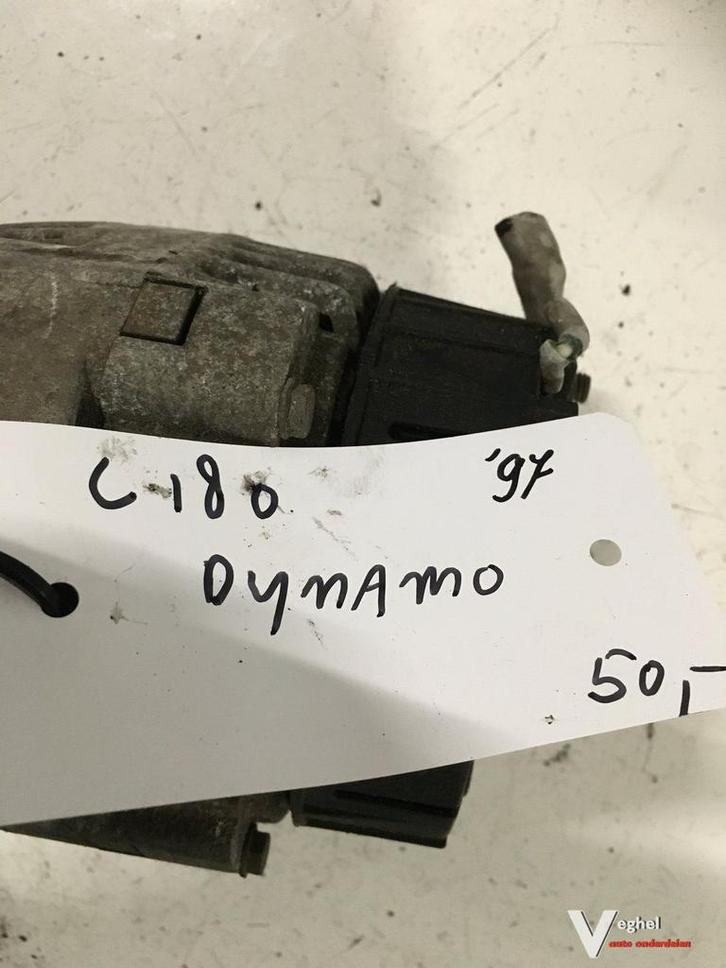 C180 '97
DYNAMO
50,-
Veghel
auto onderdelen